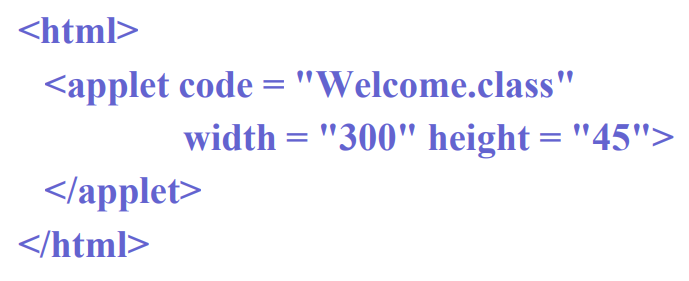 <html>
<applet code = "Welcome.class"
width = "300" height = "45">
</applet>
</html>